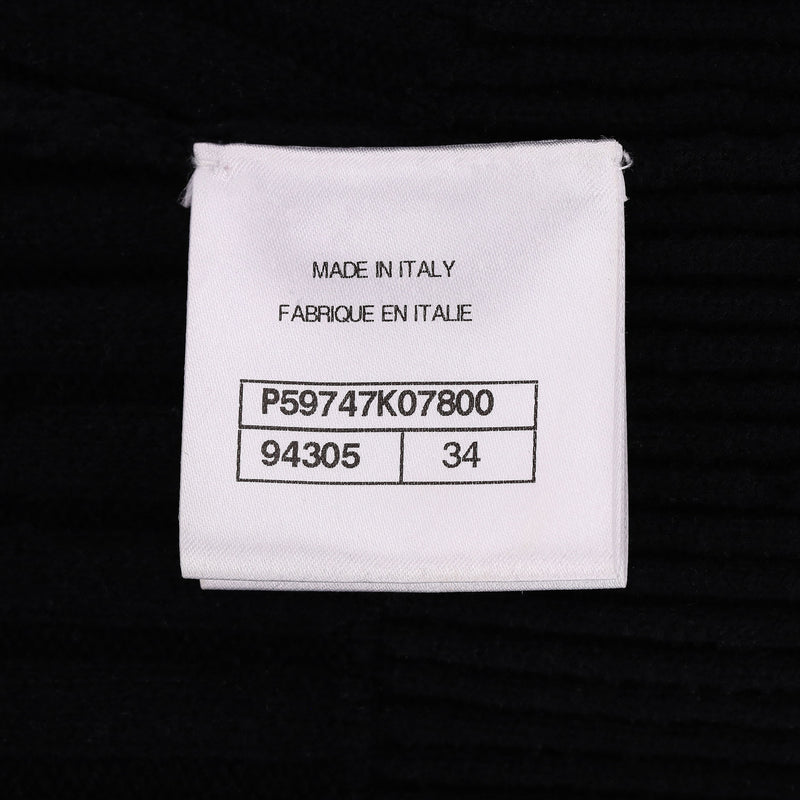 MADE IN ITALY
FABRIQUE EN ITALIE
P59747K07800
94305 34